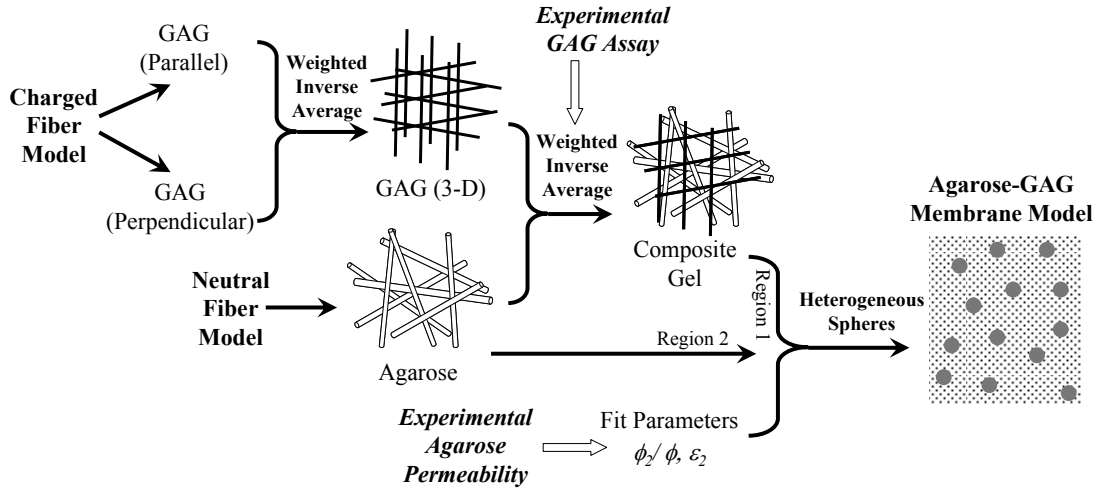 GAG
(Parallel)
Charged
Fiber
Model
GAG
(Perpendicular)
Weighted
Inverse
Average
GAG (3-D)
Neutral
Fiber
Model
Agarose
Experimental
GAG Assay
Weighted
Inverse
Average
Composite
Gel
Region 1
Region 2
Experimental
Agarose
Permeability
Fit Parameters
ϕ₂/ ϕ, ε₂
Heterogeneous
Spheres
Agarose-GAG
Membrane Model